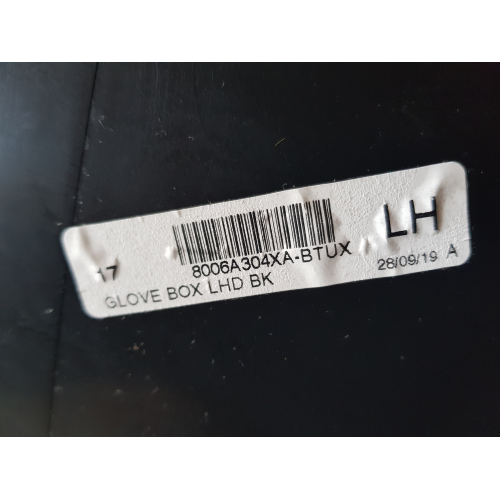 LH
17 8006A304XA-BTUX 28/09/19 A
GLOVE BOX LHD BK